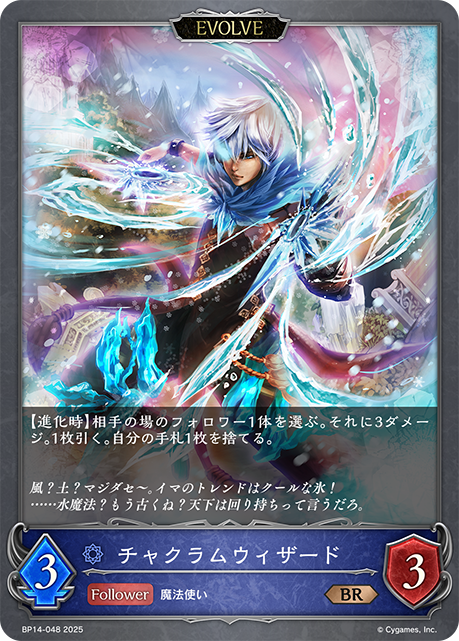 EVOLVE
【進化時】相手の場のフォロワー1体を選ぶ。それに3ダメー
ジ。1枚引く。自分の手札1枚を捨てる。
風？土？マジダセ～。イマのトレンドはクールな氷！
……水魔法？もう古くね？天下は回り持ちって言うだろ。
3
チャクラムウィザード
3
Follower
魔法使い
BR
BP14-048 2025
© Cygames, Inc.